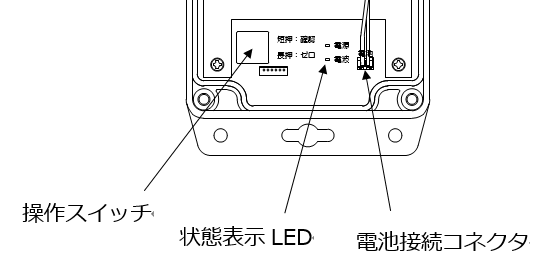 短押：確認
電源
長押：ゼロ
電波
電池
操作スイッチ
状態表示 LED
電池接続コネクタ